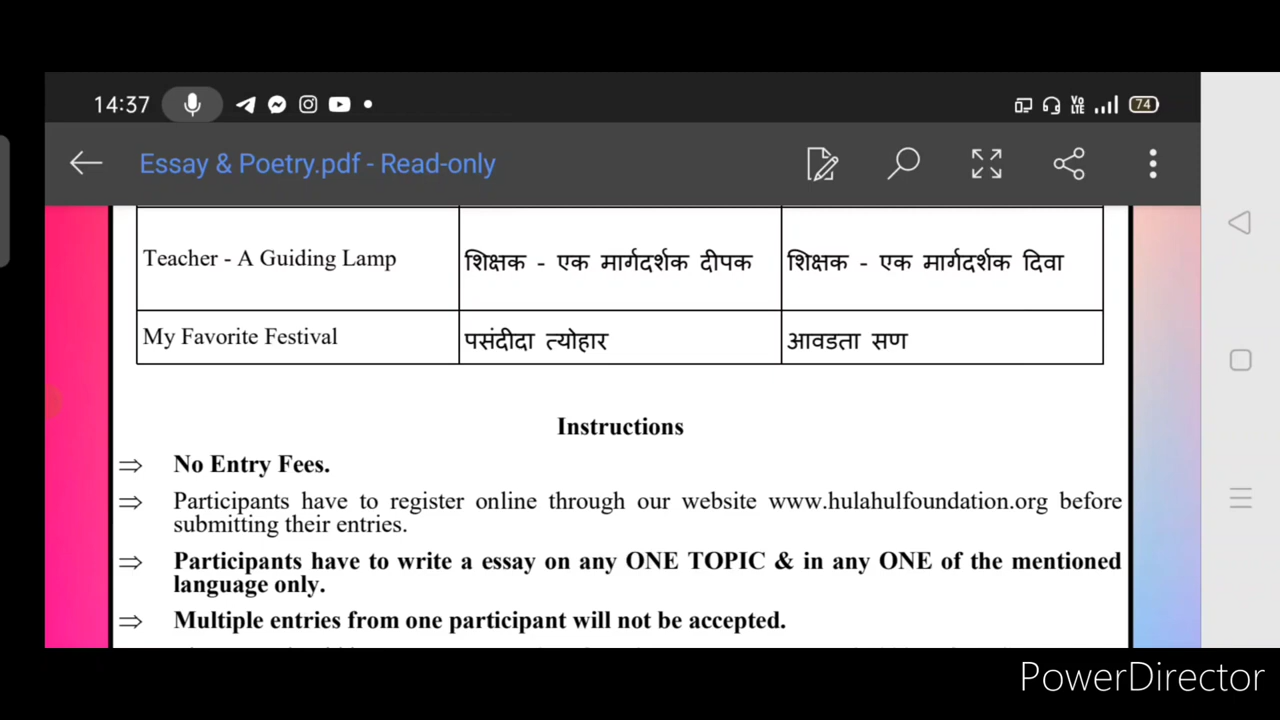 14:37
VoLTE
74
Essay & Poetry.pdf - Read-only
Teacher - A Guiding Lamp
शिक्षक - एक मार्गदर्शक दीपक
शिक्षक - एक मार्गदर्शक दिवा
My Favorite Festival
पसंदीदा त्योहार
आवडता सण
Instructions
⇒ No Entry Fees.
⇒ Participants have to register online through our website www.hulahulfoundation.org before
submitting their entries.
⇒ Participants have to write a essay on any ONE TOPIC & in any ONE of the mentioned
language only.
⇒ Multiple entries from one participant will not be accepted.
PowerDirector